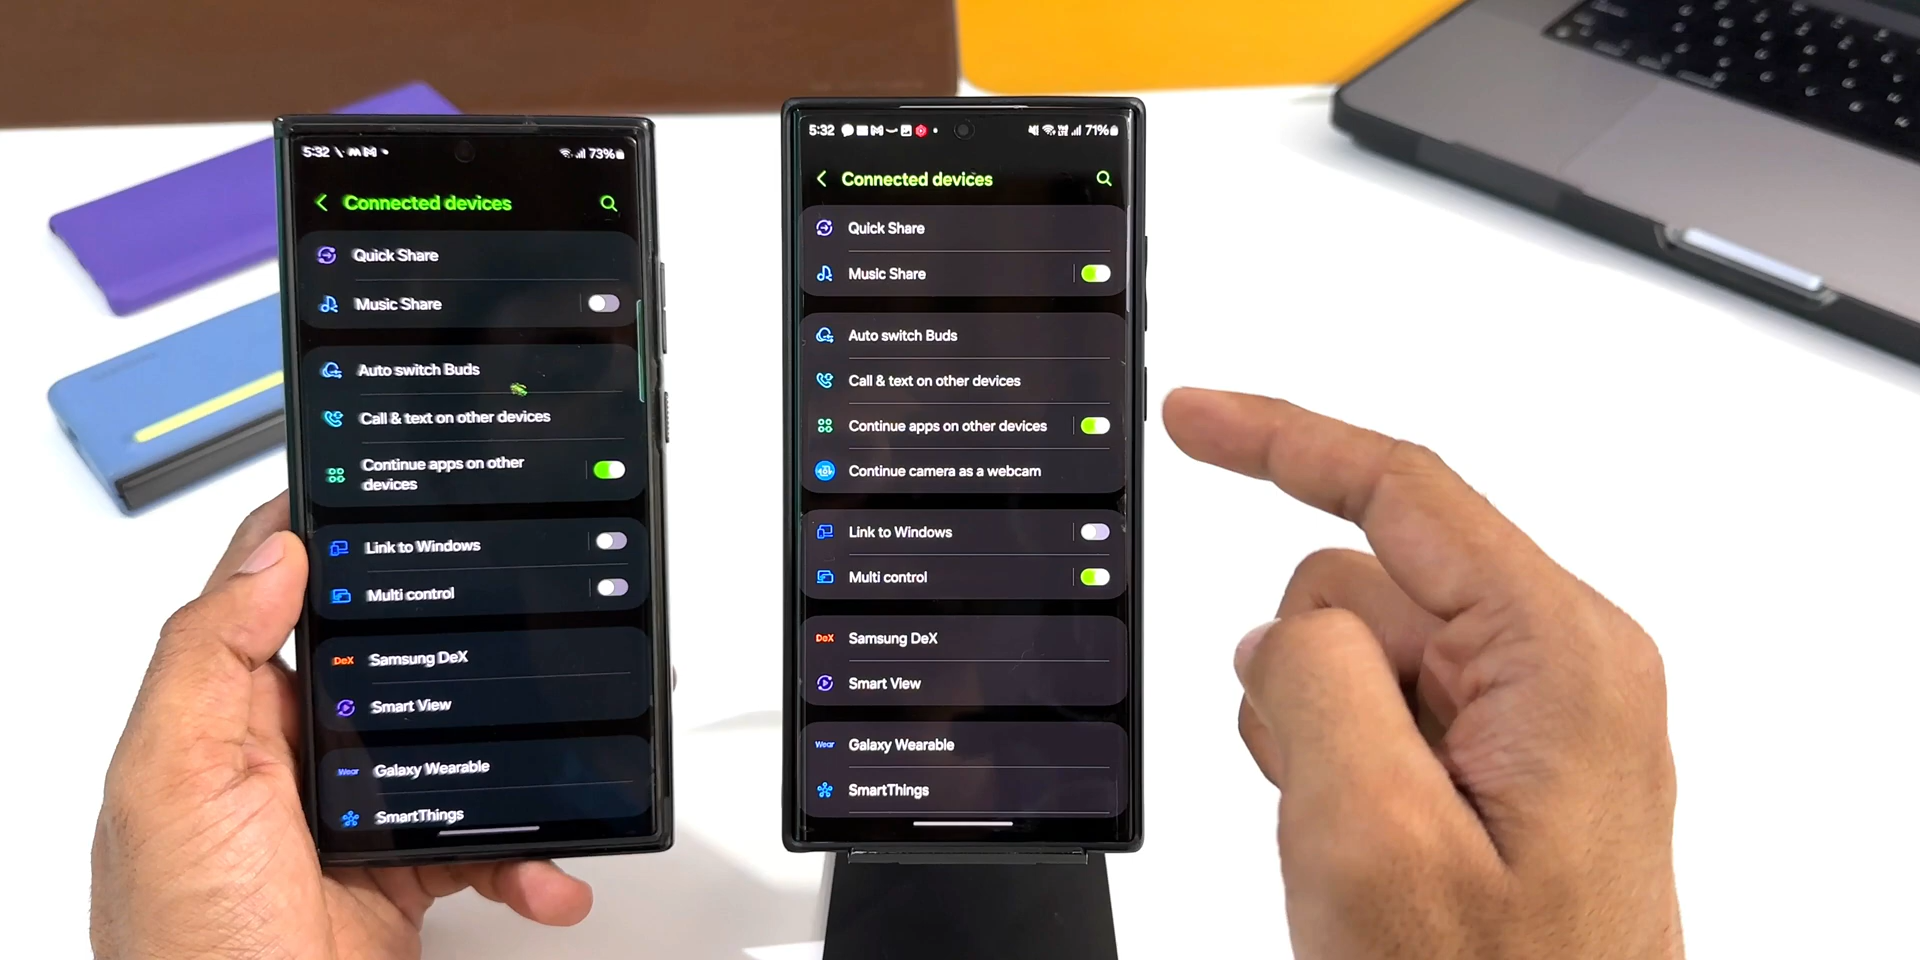 5:32
73%
Connected devices
Quick Share
Music Share
Auto switch Buds
Call & text on other devices
Continue apps on other
devices
Link to Windows
Multi control
DeX Samsung DeX
Smart View
Wear Galaxy Wearable
SmartThings
5:32
71%
Connected devices
Quick Share
Music Share
Auto switch Buds
Call & text on other devices
Continue apps on other devices
Continue camera as a webcam
Link to Windows
Multi control
DeX Samsung DeX
Smart View
Wear Galaxy Wearable
SmartThings